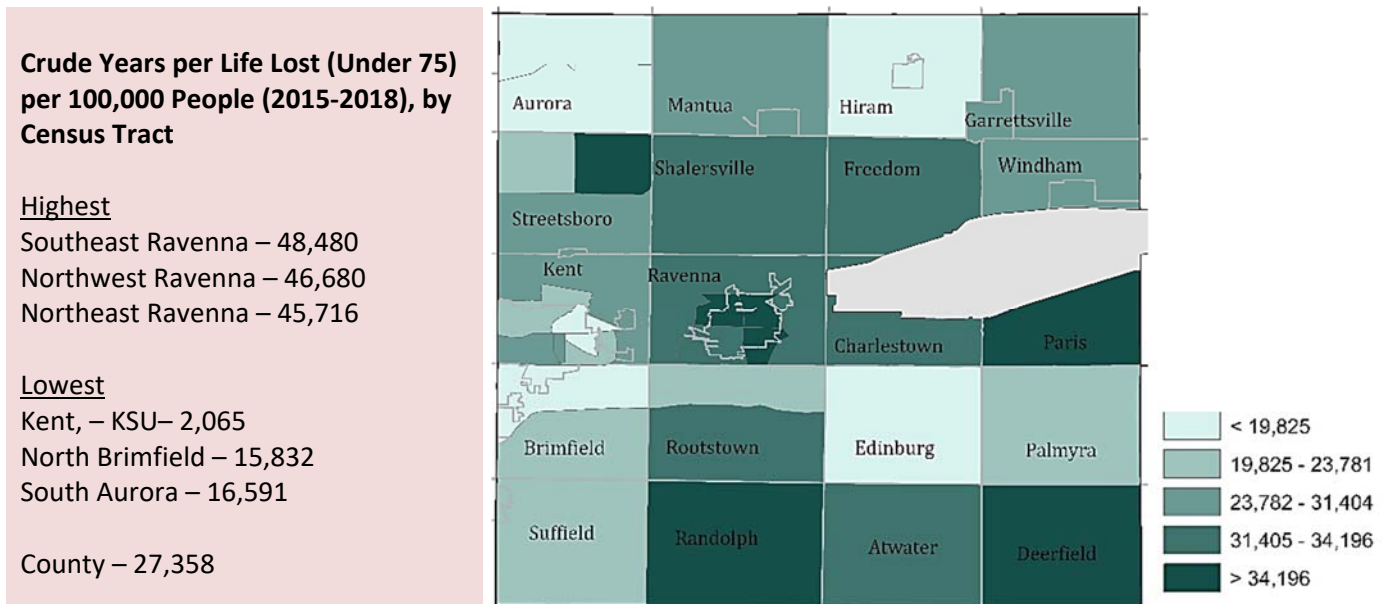 Crude Years per Life Lost (Under 75)
per 100,000 People (2015-2018), by
Census Tract
Highest
Southeast Ravenna – 48,480
Northwest Ravenna – 46,680
Northeast Ravenna – 45,716
Lowest
Kent, – KSU– 2,065
North Brimfield – 15,832
South Aurora – 16,591
County – 27,358
Aurora
Mantua
Hiram
Garrettsville
Shalersville
Freedom
Windham
Streetsboro
Kent
Ravenna
Charlestown
Paris
Brimfield
Rootstown
Edinburg
Palmyra
Suffield
Randolph
Atwater
Deerfield
< 19,825
19,825 - 23,781
23,782 - 31,404
31,405 - 34,196
> 34,196